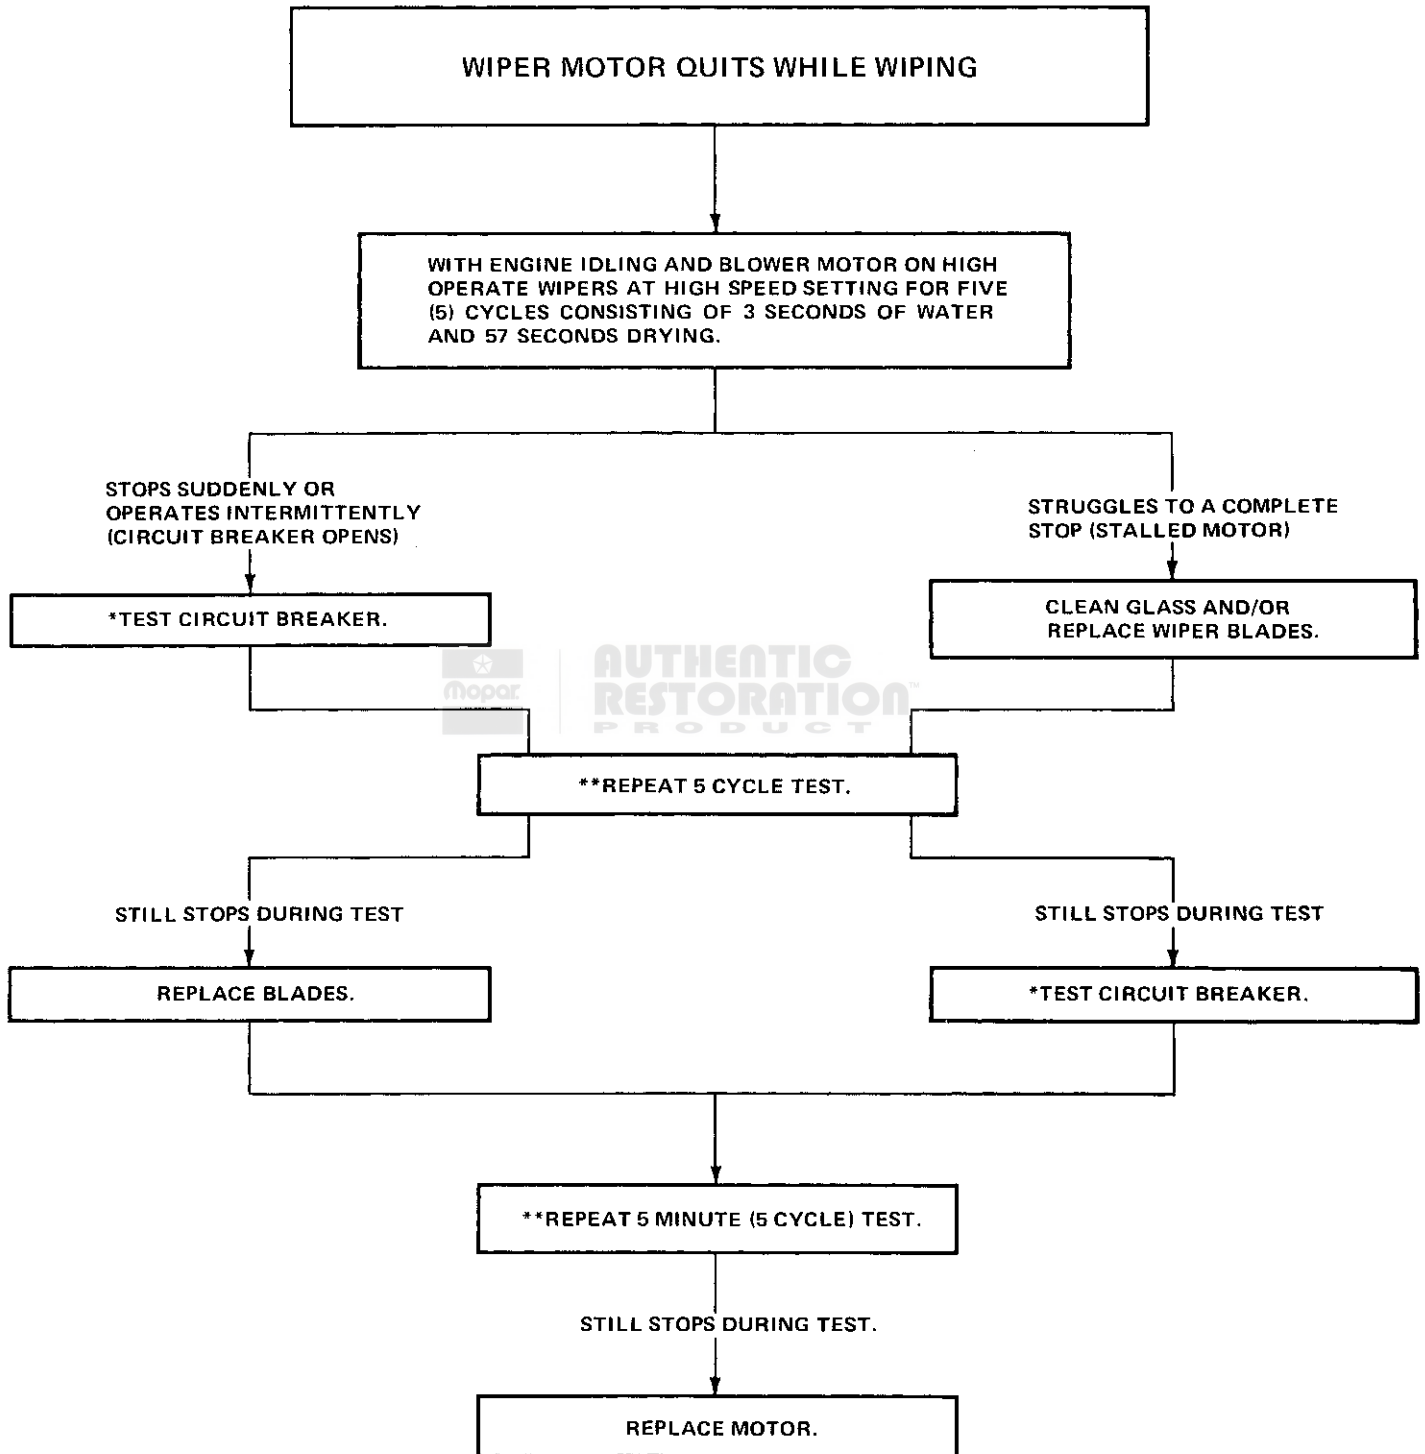 WIPER MOTOR QUITS WHILE WIPING
WITH ENGINE IDLING AND BLOWER MOTOR ON HIGH
OPERATE WIPERS AT HIGH SPEED SETTING FOR FIVE
(5) CYCLES CONSISTING OF 3 SECONDS OF WATER
AND 57 SECONDS DRYING.
STOPS SUDDENLY OR
OPERATES INTERMITTENTLY
(CIRCUIT BREAKER OPENS)
STRUGGLES TO A COMPLETE
STOP (STALLED MOTOR)
*TEST CIRCUIT BREAKER.
CLEAN GLASS AND/OR
REPLACE WIPER BLADES.
Mopar
AUTHENTIC
RESTORATION™
PRODUCT
**REPEAT 5 CYCLE TEST.
STILL STOPS DURING TEST
STILL STOPS DURING TEST
REPLACE BLADES.
*TEST CIRCUIT BREAKER.
**REPEAT 5 MINUTE (5 CYCLE) TEST.
STILL STOPS DURING TEST.
REPLACE MOTOR.